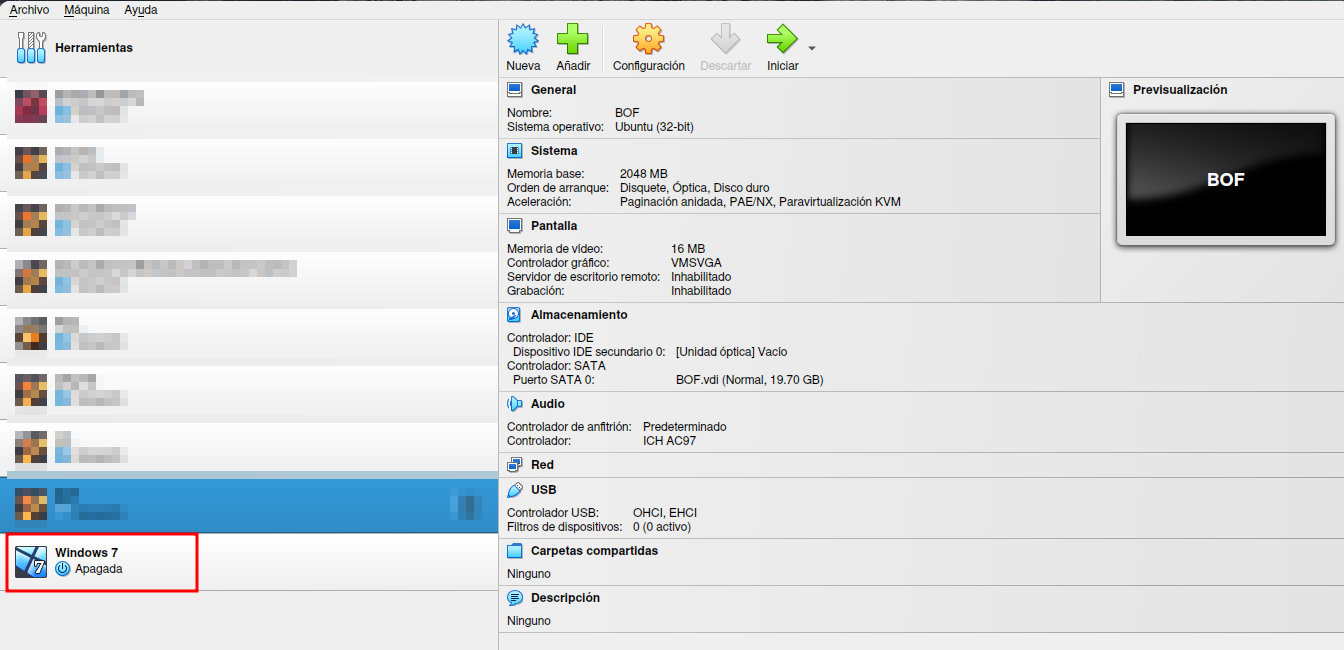 Archivo Máquina Ayuda
Herramientas
Windows 7
Apagada
Nueva Añadir Configuración Descartar Iniciar
General
Nombre: BOF
Sistema operativo: Ubuntu (32-bit)
Sistema
Memoria base: 2048 MB
Orden de arranque: Disquete, Óptica, Disco duro
Aceleración: Paginación anidada, PAE/NX, Paravirtualización KVM
Pantalla
Memoria de vídeo: 16 MB
Controlador gráfico: VMSVGA
Servidor de escritorio remoto: Inhabilitado
Grabación: Inhabilitado
Previsualización
BOF
Almacenamiento
Controlador: IDE
Dispositivo IDE secundario 0: [Unidad óptica] Vacío
Controlador: SATA
Puerto SATA 0: BOF.vdi (Normal, 19.70 GB)
Audio
Controlador de anfitrión: Predeterminado
Controlador: ICH AC97
Red
USB
Controlador USB: OHCI, EHCI
Filtros de dispositivos: 0 (0 activo)
Carpetas compartidas
Ninguno
Descripción
Ninguno